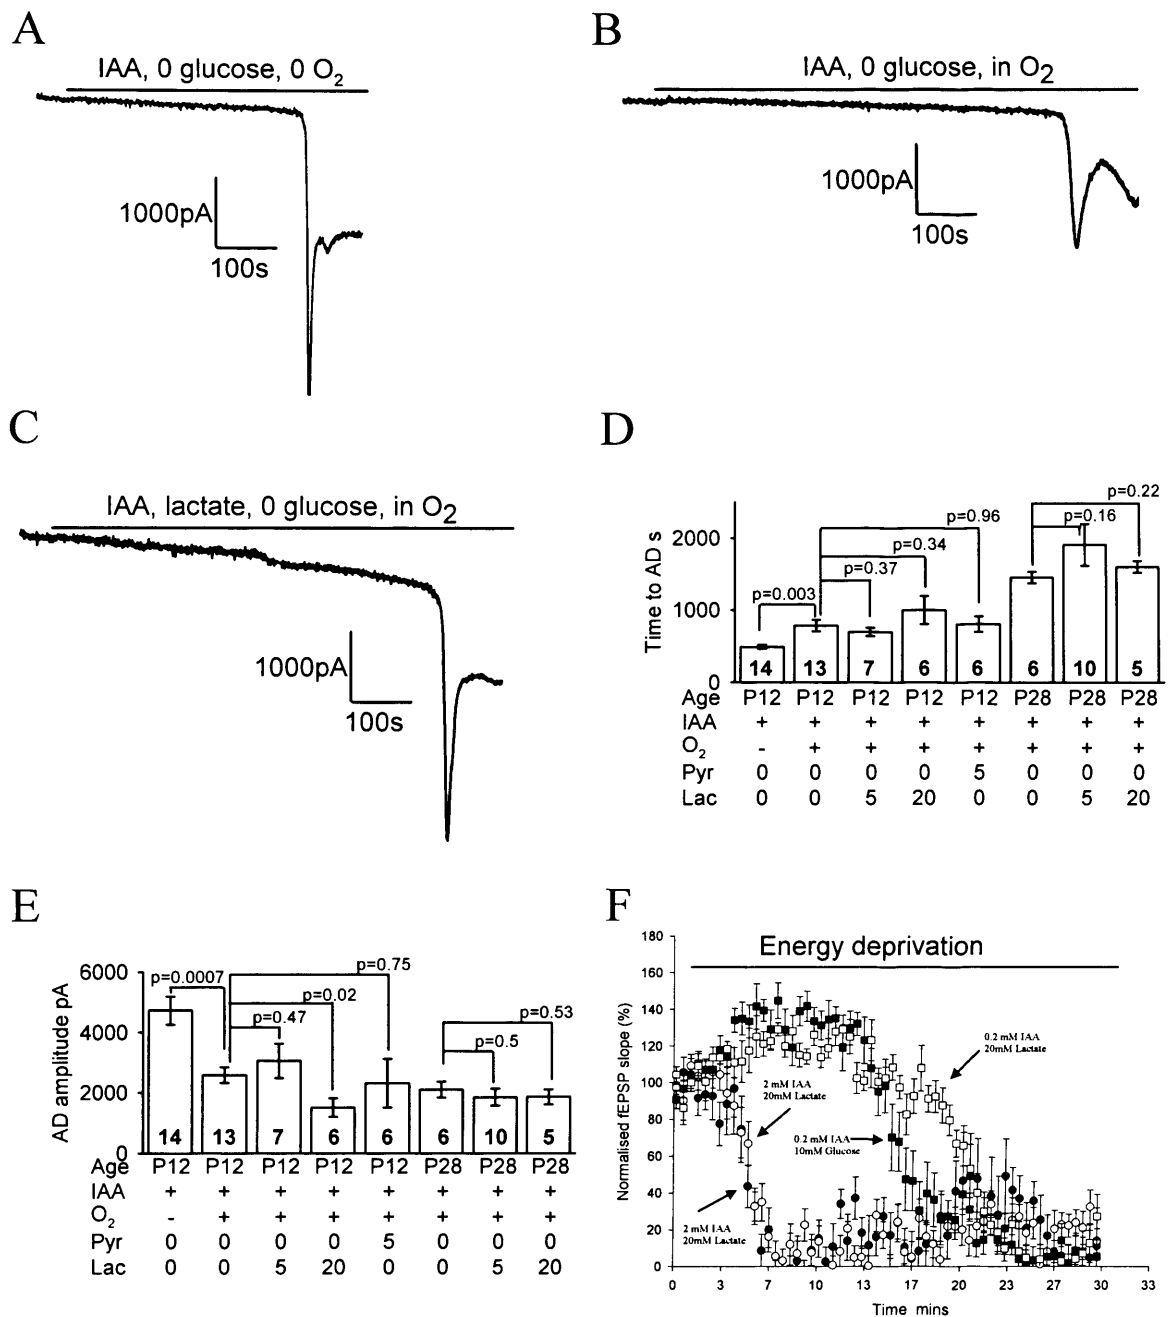 A
IAA, 0 glucose, 0 O2
1000pA
100s
B
IAA, 0 glucose, in O2
1000pA
100s
C
IAA, lactate, 0 glucose, in O2
1000pA
100s
D
Time to AD s
2000
1000
0
p=0.003
p=0.37
p=0.34
p=0.96
p=0.16
p=0.22
14 13 7 6 6 6 10 5
Age P12 P12 P12 P12 P12 P28 P28 P28
IAA + + + + + + + +
O2 - + + + + + + +
Pyr 0 0 0 0 5 0 0 0
Lac 0 0 5 20 0 0 5 20
E
AD amplitude pA
6000
4000
2000
0
p=0.0007
p=0.47
p=0.02
p=0.75
p=0.5
p=0.53
14 13 7 6 6 6 10 5
Age P12 P12 P12 P12 P12 P28 P28 P28
IAA + + + + + + + +
O2 - + + + + + + +
Pyr 0 0 0 0 5 0 0 0
Lac 0 0 5 20 0 0 5 20
F
Energy deprivation
Normalised fEPSP slope (%)
180
160
140
120
100
80
60
40
20
0
0.2 mM IAA
20mM Lactate
2 mM IAA
20mM Lactate
0.2 mM IAA
10mM Glucose
2 mM IAA
20mM Lactate
0 3 7 10 13 17 20 23 27 30 33
Time mins